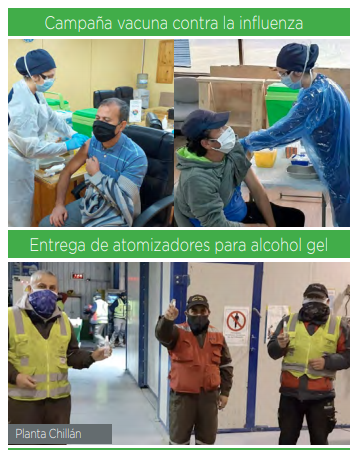 Campaña vacuna contra la influenza
Entrega de atomizadores para alcohol gel
Planta Chillán